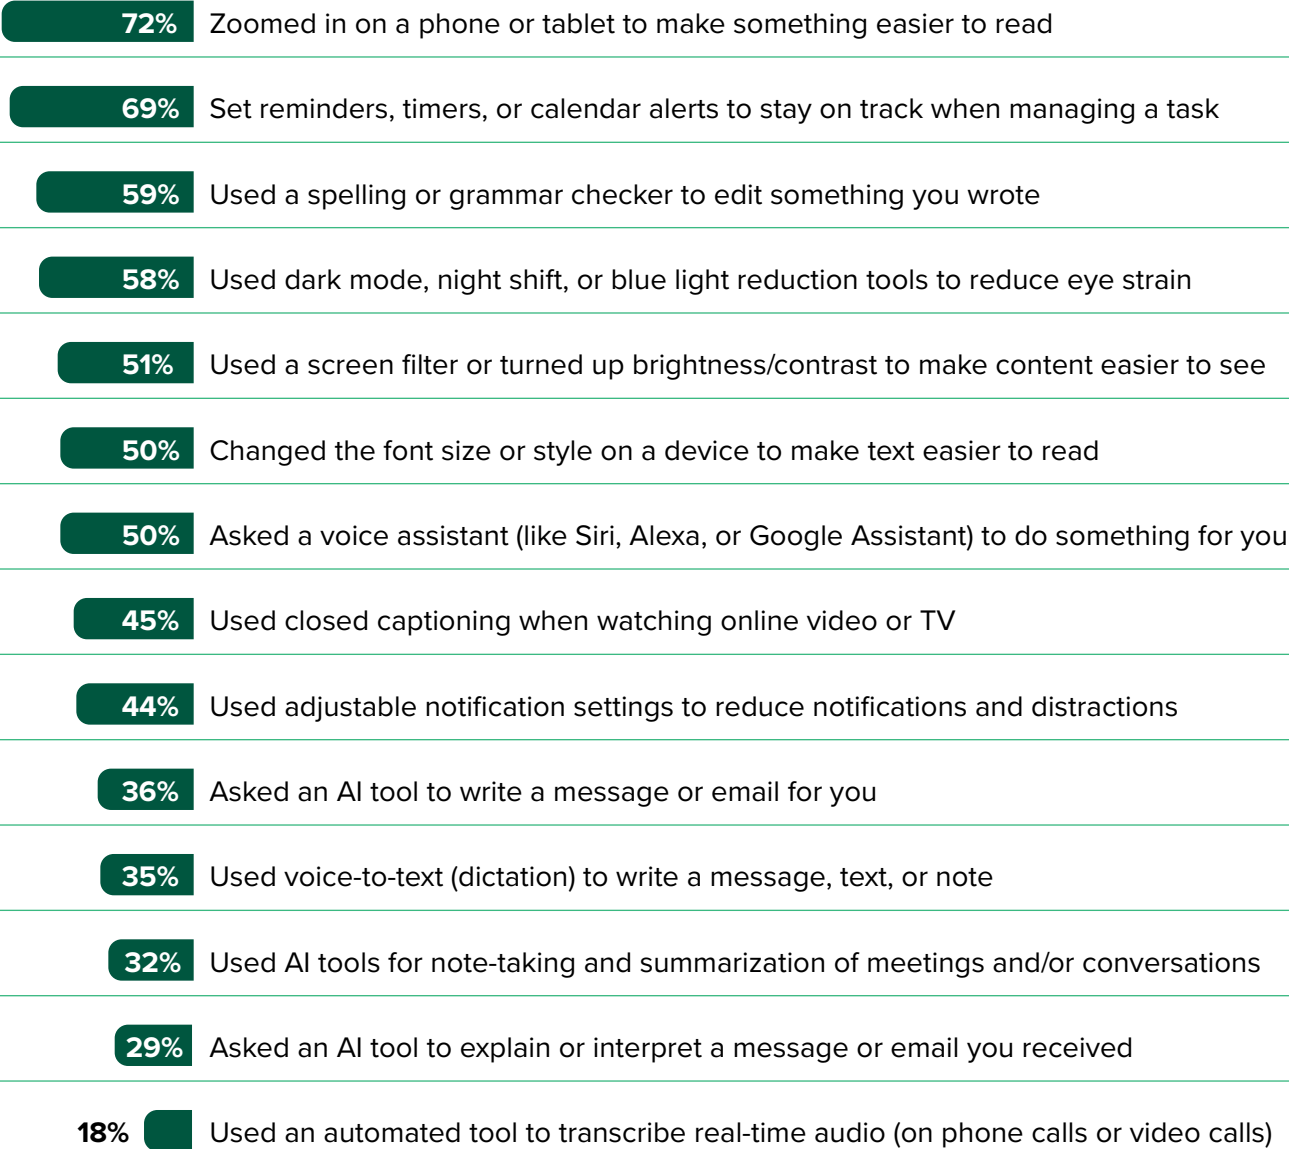 72% Zoomed in on a phone or tablet to make something easier to read
69% Set reminders, timers, or calendar alerts to stay on track when managing a task
59% Used a spelling or grammar checker to edit something you wrote
58% Used dark mode, night shift, or blue light reduction tools to reduce eye strain
51% Used a screen filter or turned up brightness/contrast to make content easier to see
50% Changed the font size or style on a device to make text easier to read
50% Asked a voice assistant (like Siri, Alexa, or Google Assistant) to do something for you
45% Used closed captioning when watching online video or TV
44% Used adjustable notification settings to reduce notifications and distractions
36% Asked an AI tool to write a message or email for you
35% Used voice-to-text (dictation) to write a message, text, or note
32% Used AI tools for note-taking and summarization of meetings and/or conversations
29% Asked an AI tool to explain or interpret a message or email you received
18% Used an automated tool to transcribe real-time audio (on phone calls or video calls)